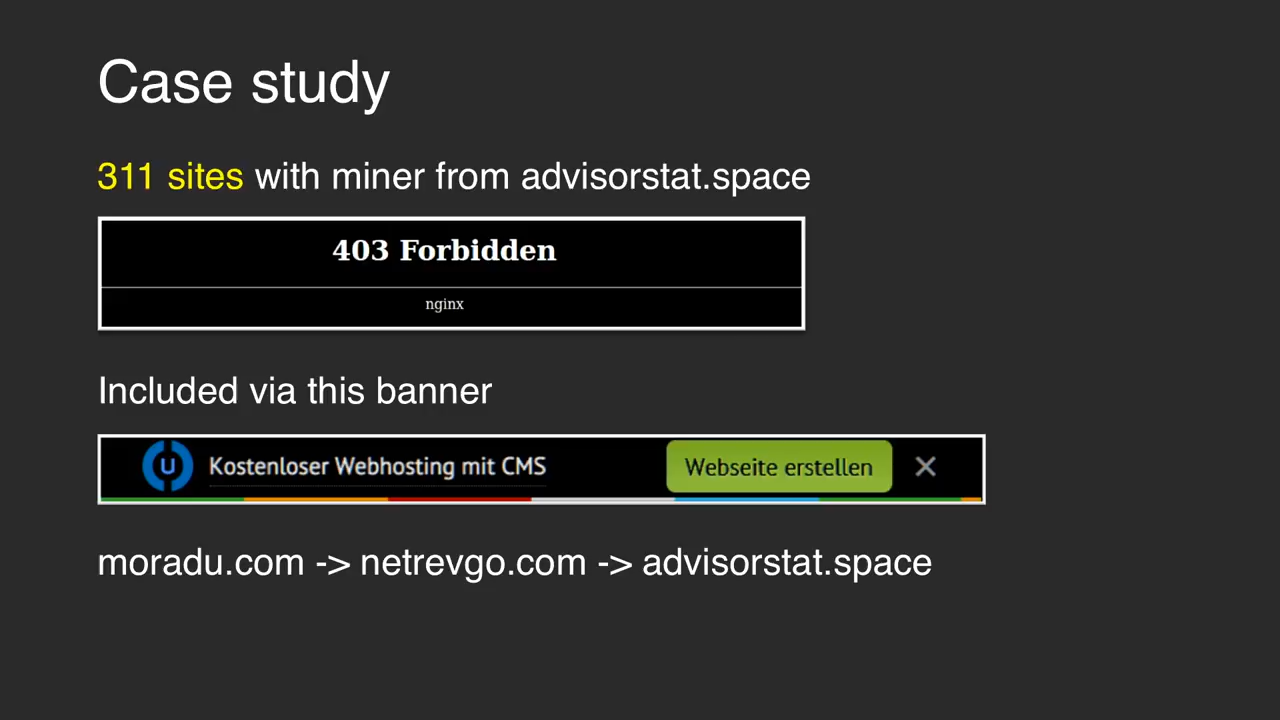 Case study
311 sites with miner from advisorstat.space
403 Forbidden
nginx
Included via this banner
U Kostenloser Webhosting mit CMS Webseite erstellen ✕
moradu.com -> netrevgo.com -> advisorstat.space